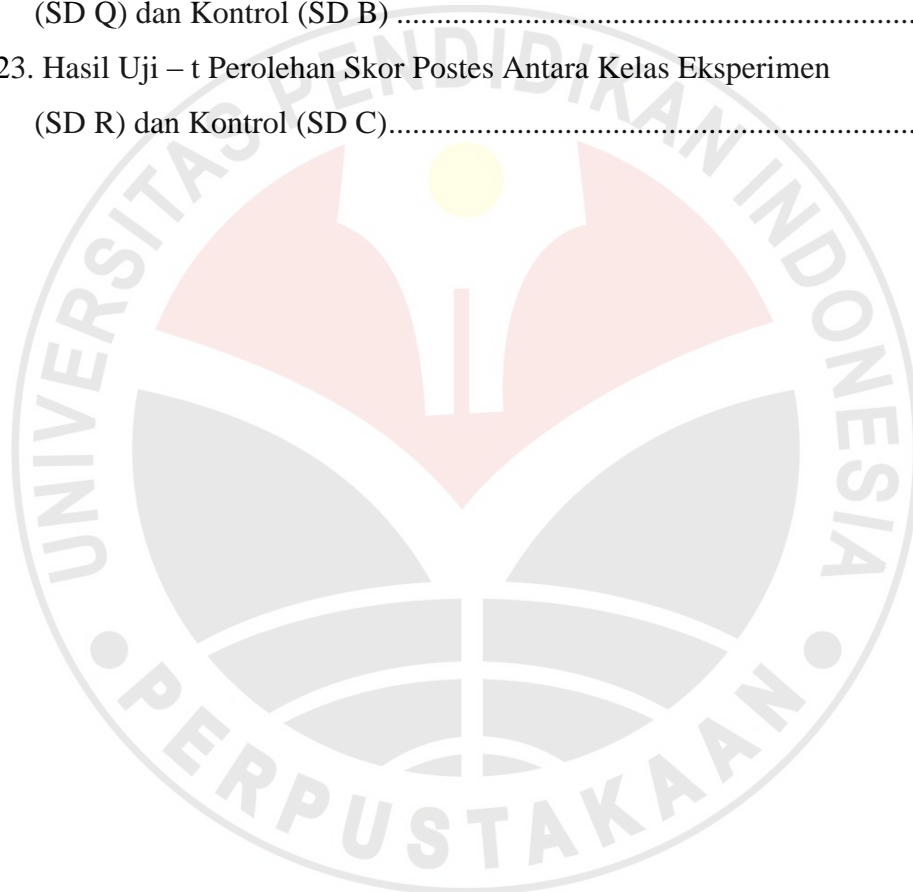 (SD Q) dan Kontrol (SD B) ................................................................................
23. Hasil Uji – t Perolehan Skor Postes Antara Kelas Eksperimen
(SD R) dan Kontrol (SD C)................................................................................
UNIVERSITAS PENDIDIKAN INDONESIA
PERPUSTAKAAN